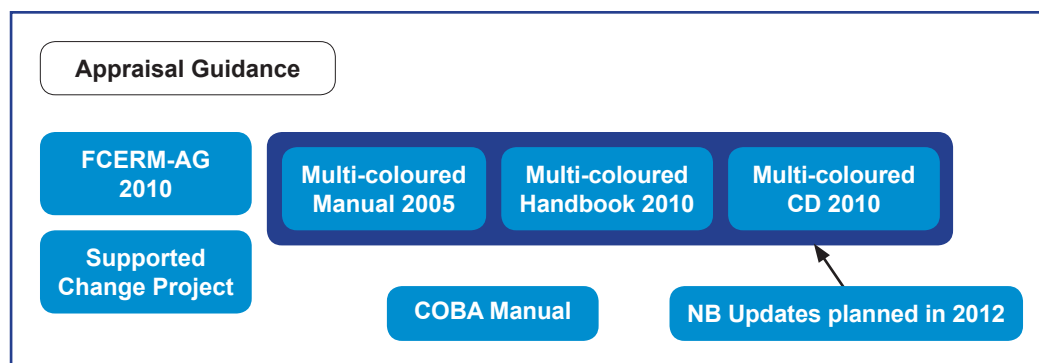 Appraisal Guidance
FCERM-AG
2010
Multi-coloured
Manual 2005
Multi-coloured
Handbook 2010
Multi-coloured
CD 2010
Supported
Change Project
COBA Manual
NB Updates planned in 2012